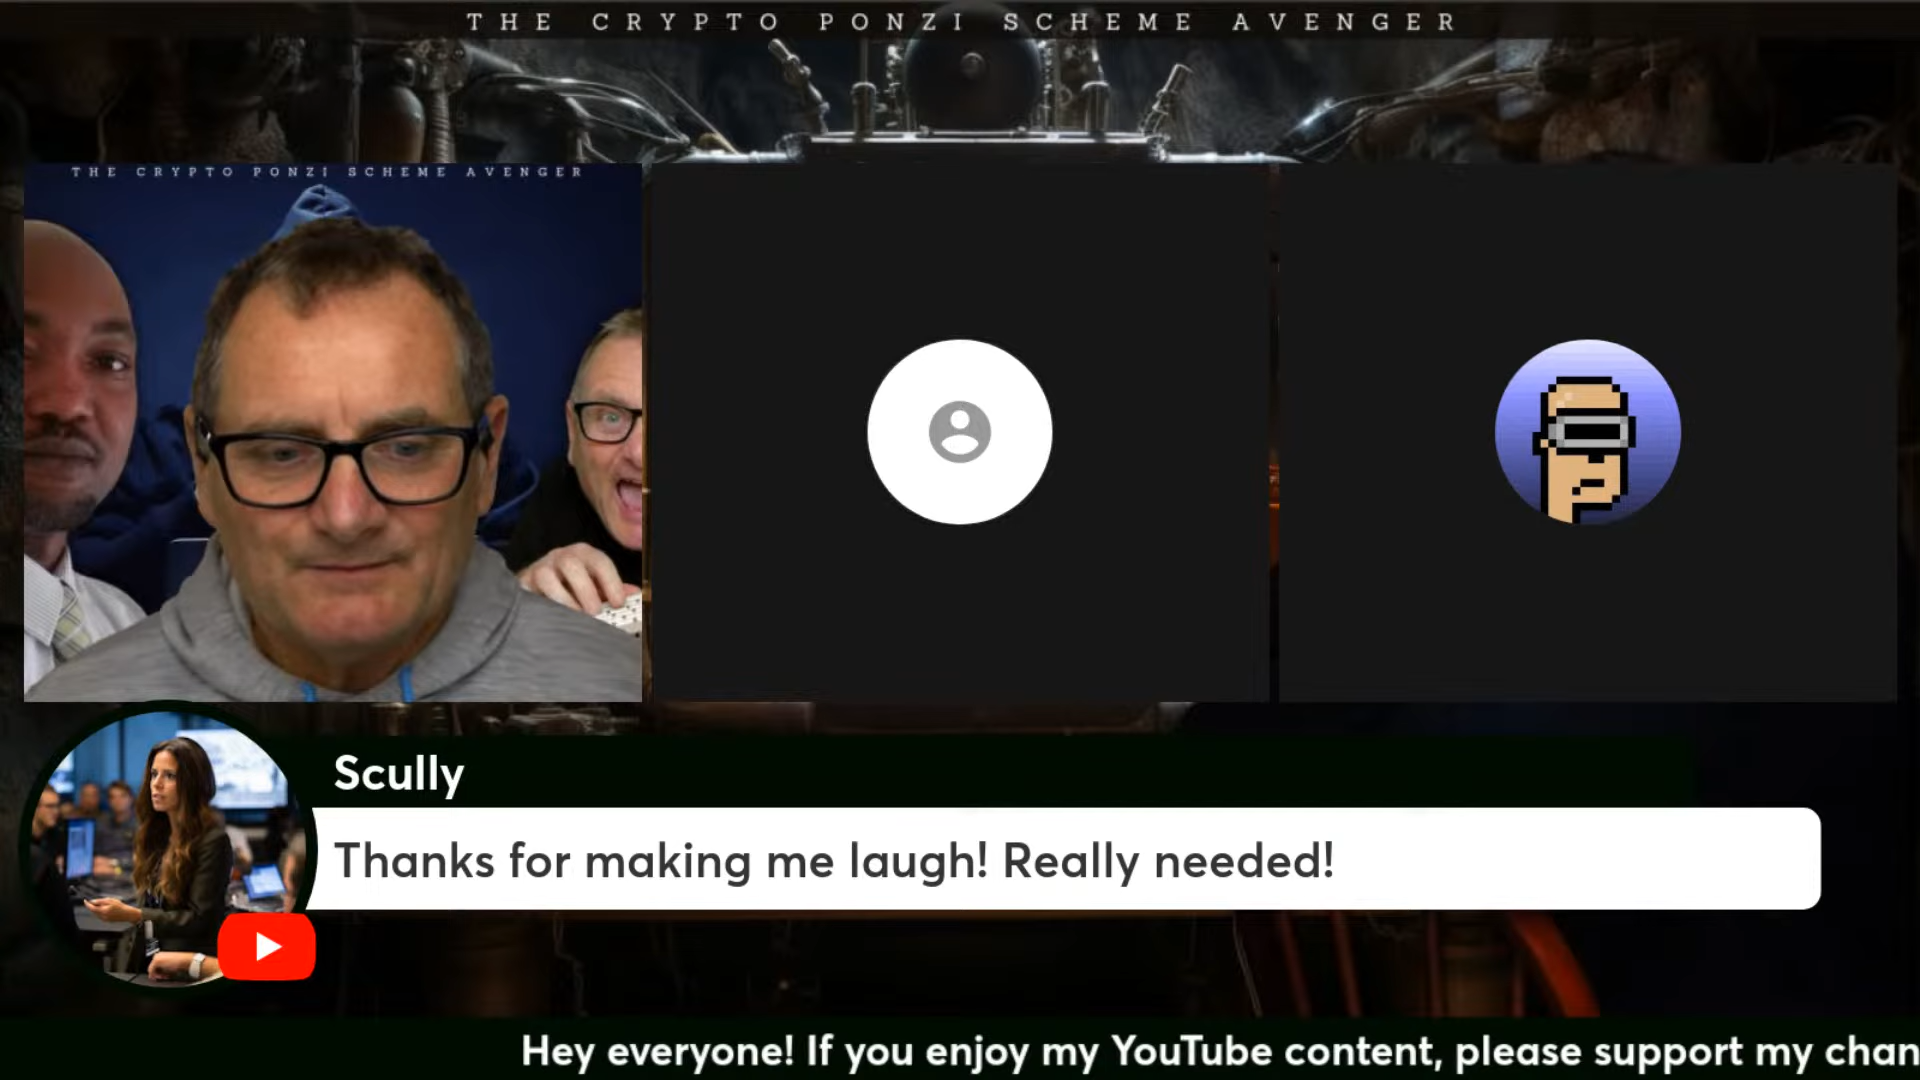 THE CRYPTO PONZI SCHEME AVENGER
THE CRYPTO PONZI SCHEME AVENGER
Scully
Thanks for making me laugh! Really needed!
Hey everyone! If you enjoy my YouTube content, please support my chan